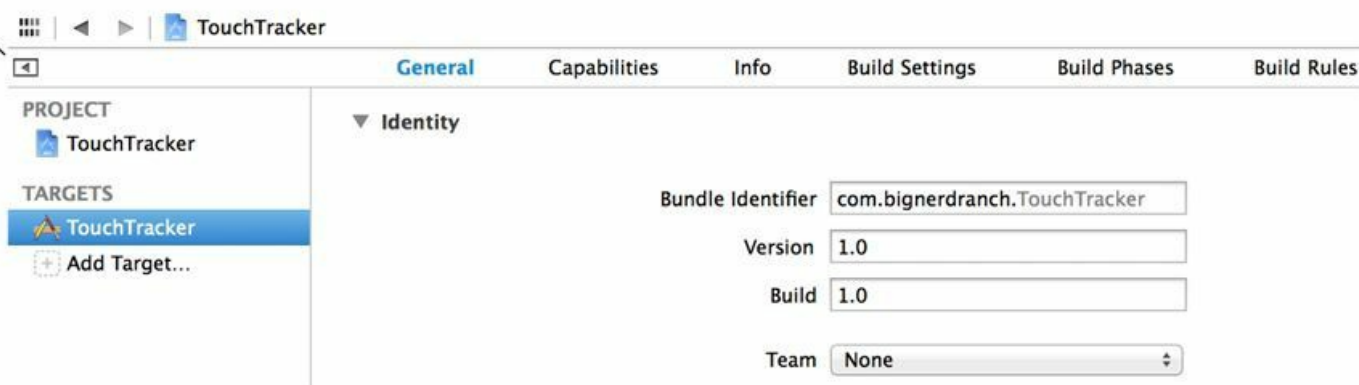 TouchTracker
General Capabilities Info Build Settings Build Phases Build Rules
PROJECT
TouchTracker
TARGETS
TouchTracker
Add Target...
Identity
Bundle Identifier com.bignerdranch.TouchTracker
Version 1.0
Build 1.0
Team None